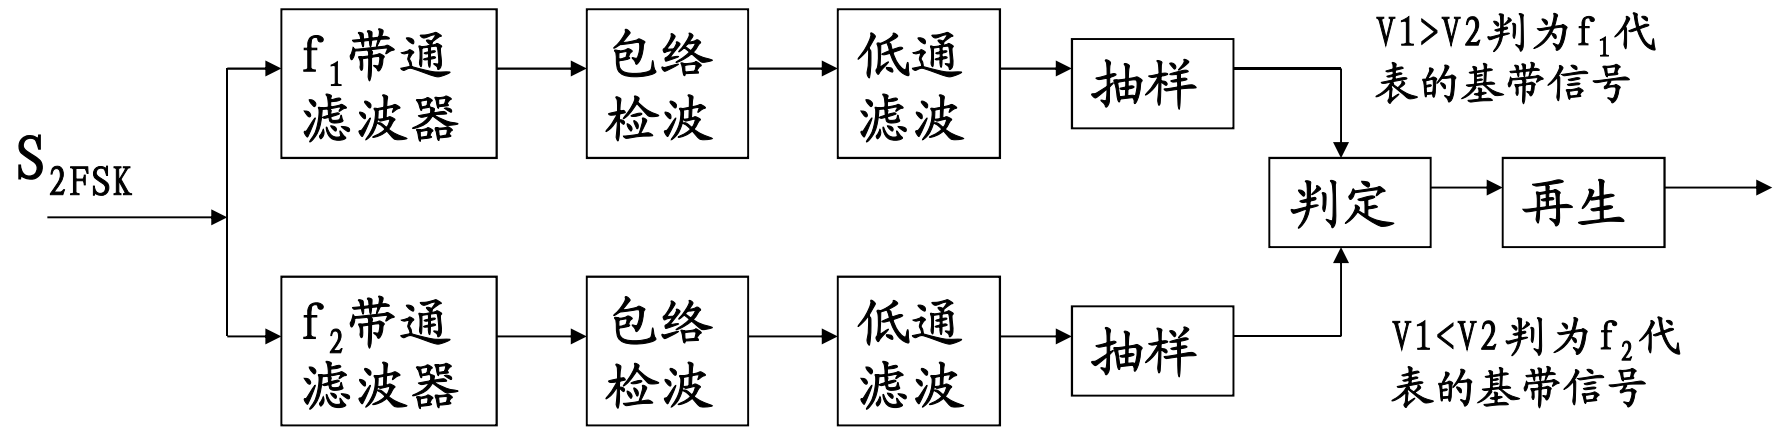 S2FSK
f1带通
滤波器
包络
检波
低通
滤波
抽样
V1>V2判为f1代
表的基带信号
判定
再生
f2带通
滤波器
包络
检波
低通
滤波
抽样
V1<V2判为f2代
表的基带信号